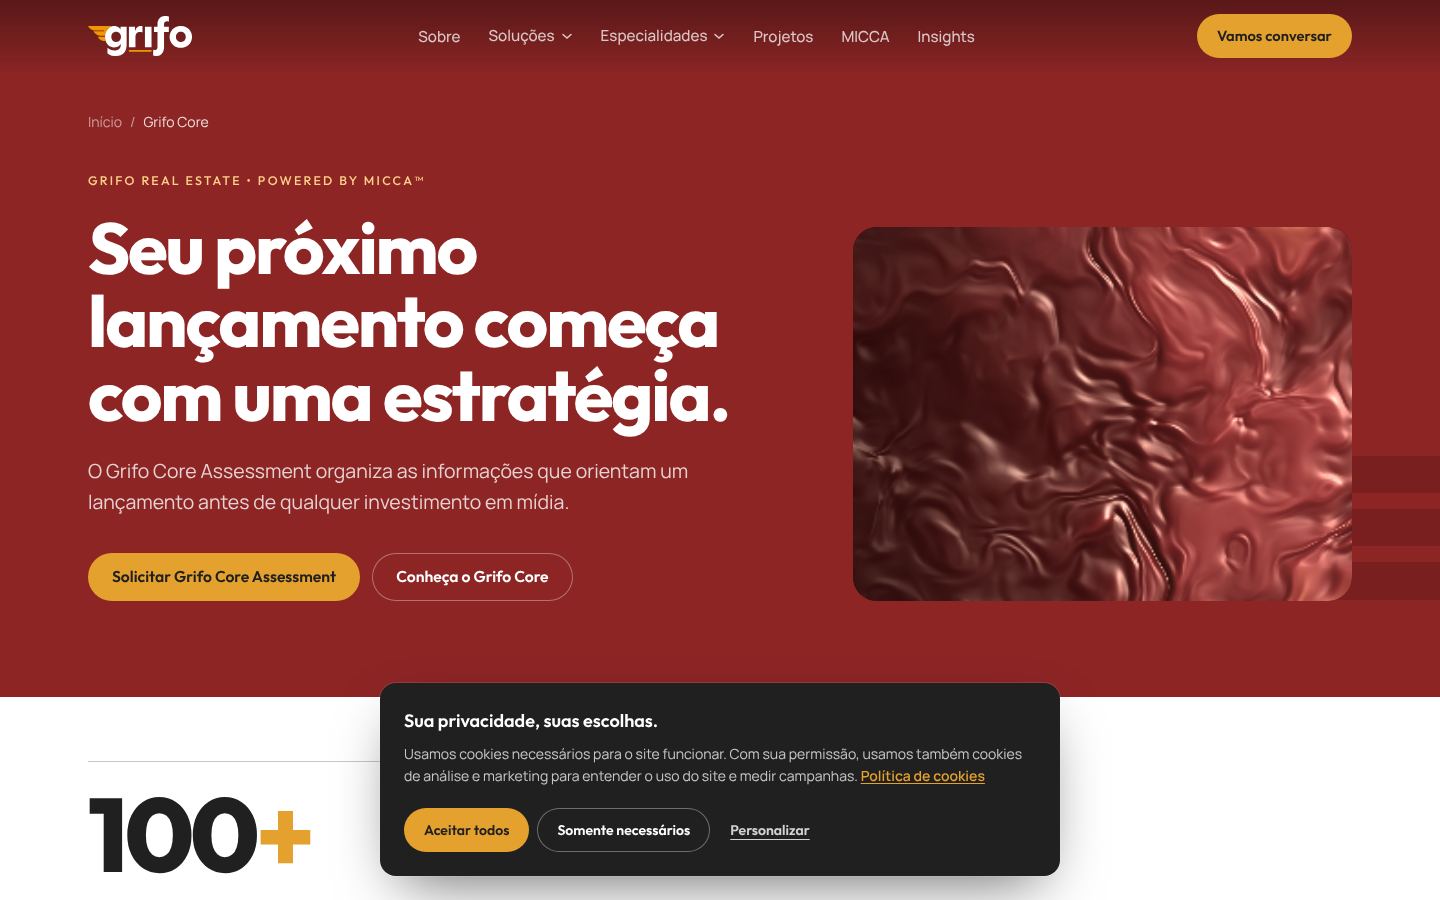 grifo
Sobre
Soluções
Especialidades
Projetos
MICCA
Insights
Vamos conversar
Início / Grifo Core
GRIFO REAL ESTATE • POWERED BY MICCA™
Seu próximo
lançamento começa
com uma estratégia.
O Grifo Core Assessment organiza as informações que orientam um
lançamento antes de qualquer investimento em mídia.
Solicitar Grifo Core Assessment
Conheça o Grifo Core
100+
Sua privacidade, suas escolhas.
Usamos cookies necessários para o site funcionar. Com sua permissão, usamos também cookies
de análise e marketing para entender o uso do site e medir campanhas. Política de cookies
Aceitar todos
Somente necessários
Personalizar